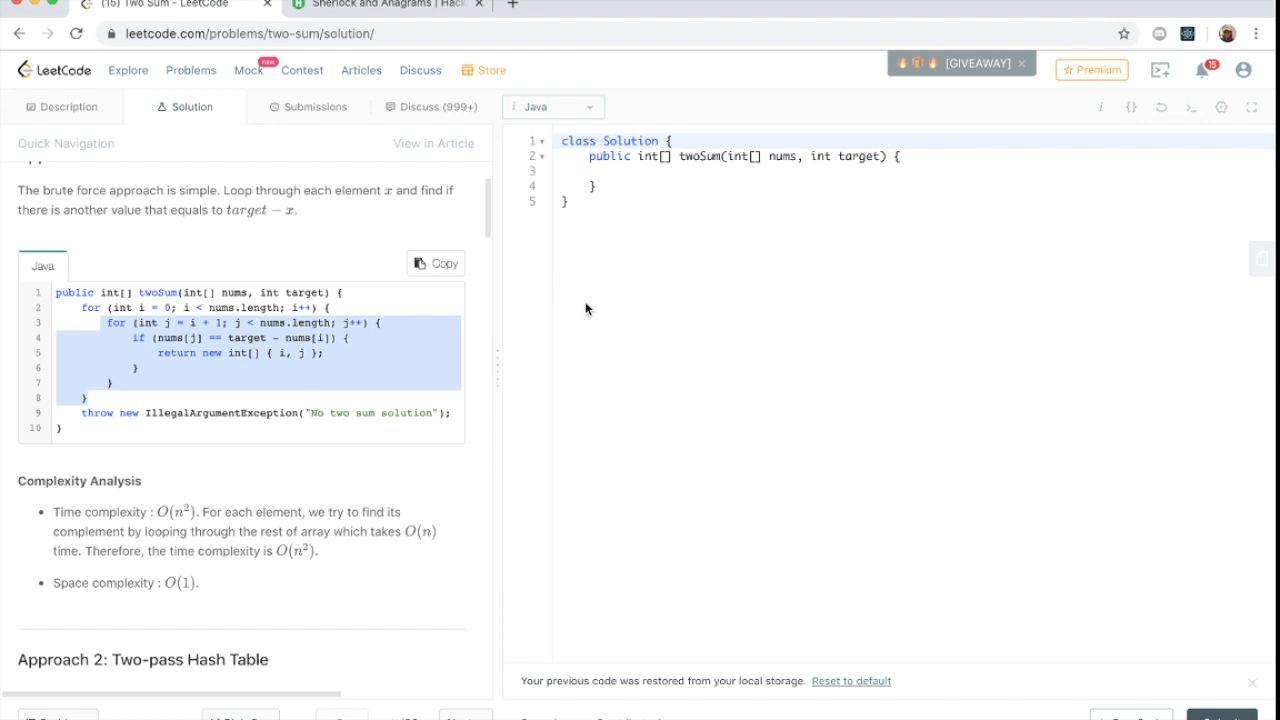 (15) Two Sum - LeetCode
Sherlock and Anagrams | Hack
leetcode.com/problems/two-sum/solution/
LeetCode Explore Problems Mock new Contest Articles Discuss Store [GIVEAWAY] × Premium 15
Description Solution Submissions Discuss (999+) i Java
Quick Navigation View in Article
The brute force approach is simple. Loop through each element x and find if
there is another value that equals to target − x.
Java Copy
1 public int[] twoSum(int[] nums, int target) {
2 for (int i = 0; i < nums.length; i++) {
3 for (int j = i + 1; j < nums.length; j++) {
4 if (nums[j] == target - nums[i]) {
5 return new int[] { i, j };
6 }
7 }
8 }
9 throw new IllegalArgumentException("No two sum solution");
10 }
Complexity Analysis
• Time complexity : O(n²). For each element, we try to find its
complement by looping through the rest of array which takes O(n)
time. Therefore, the time complexity is O(n²).
• Space complexity : O(1).
Approach 2: Two-pass Hash Table
1 class Solution {
2 public int[] twoSum(int[] nums, int target) {
3
4 }
5 }
Your previous code was restored from your local storage. Reset to default